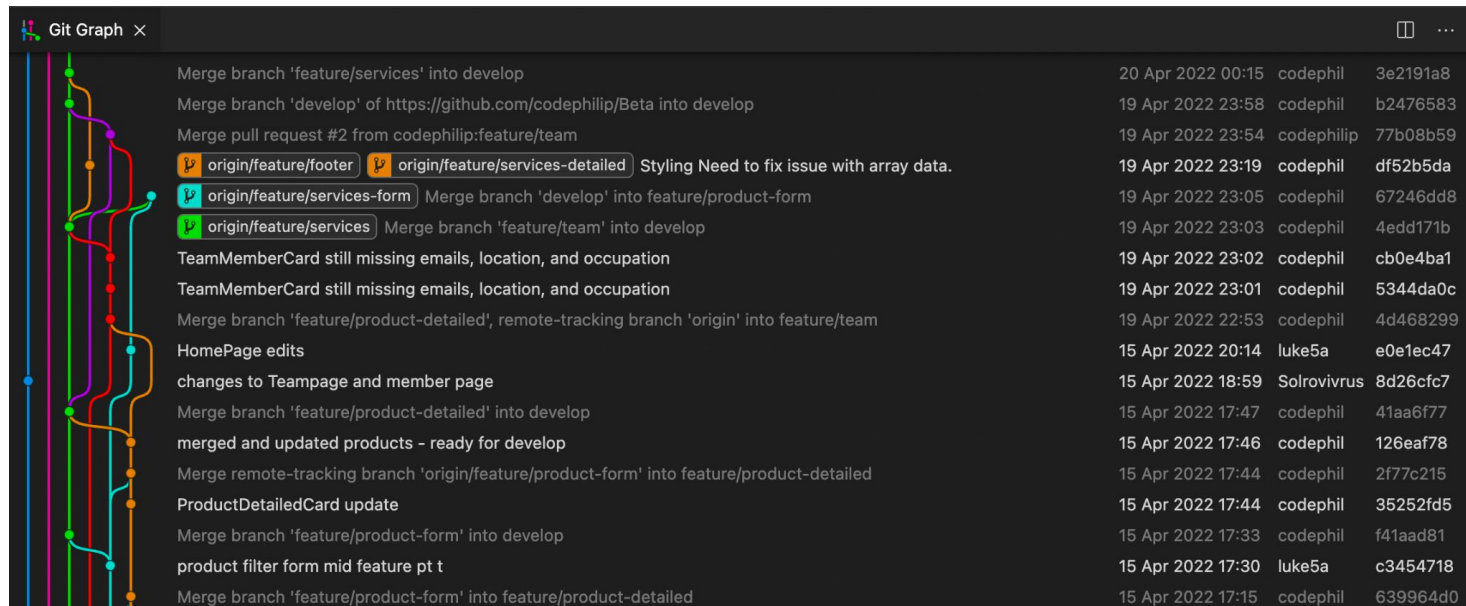 Git Graph
Merge branch 'feature/services' into develop 20 Apr 2022 00:15 codephil 3e2191a8
Merge branch 'develop' of https://github.com/codephilip/Beta into develop 19 Apr 2022 23:58 codephil b2476583
Merge pull request #2 from codephilip:feature/team 19 Apr 2022 23:54 codephilip 77b08b59
origin/feature/footer origin/feature/services-detailed Styling Need to fix issue with array data. 19 Apr 2022 23:19 codephil df52b5da
origin/feature/services-form Merge branch 'develop' into feature/product-form 19 Apr 2022 23:05 codephil 67246dd8
origin/feature/services Merge branch 'feature/team' into develop 19 Apr 2022 23:03 codephil 4edd171b
TeamMemberCard still missing emails, location, and occupation 19 Apr 2022 23:02 codephil cb0e4ba1
TeamMemberCard still missing emails, location, and occupation 19 Apr 2022 23:01 codephil 5344da0c
Merge branch 'feature/product-detailed', remote-tracking branch 'origin' into feature/team 19 Apr 2022 22:53 codephil 4d468299
HomePage edits 15 Apr 2022 20:14 luke5a e0e1ec47
changes to Teampage and member page 15 Apr 2022 18:59 Solrovivrus 8d26cfc7
Merge branch 'feature/product-detailed' into develop 15 Apr 2022 17:47 codephil 41aa6f77
merged and updated products - ready for develop 15 Apr 2022 17:46 codephil 126eaf78
Merge remote-tracking branch 'origin/feature/product-form' into feature/product-detailed 15 Apr 2022 17:44 codephil 2f77c215
ProductDetailedCard update 15 Apr 2022 17:44 codephil 35252fd5
Merge branch 'feature/product-form' into develop 15 Apr 2022 17:33 codephil f41aad81
product filter form mid feature pt t 15 Apr 2022 17:30 luke5a c3454718
Merge branch 'feature/product-form' into feature/product-detailed 15 Apr 2022 17:15 codephil 639964d0